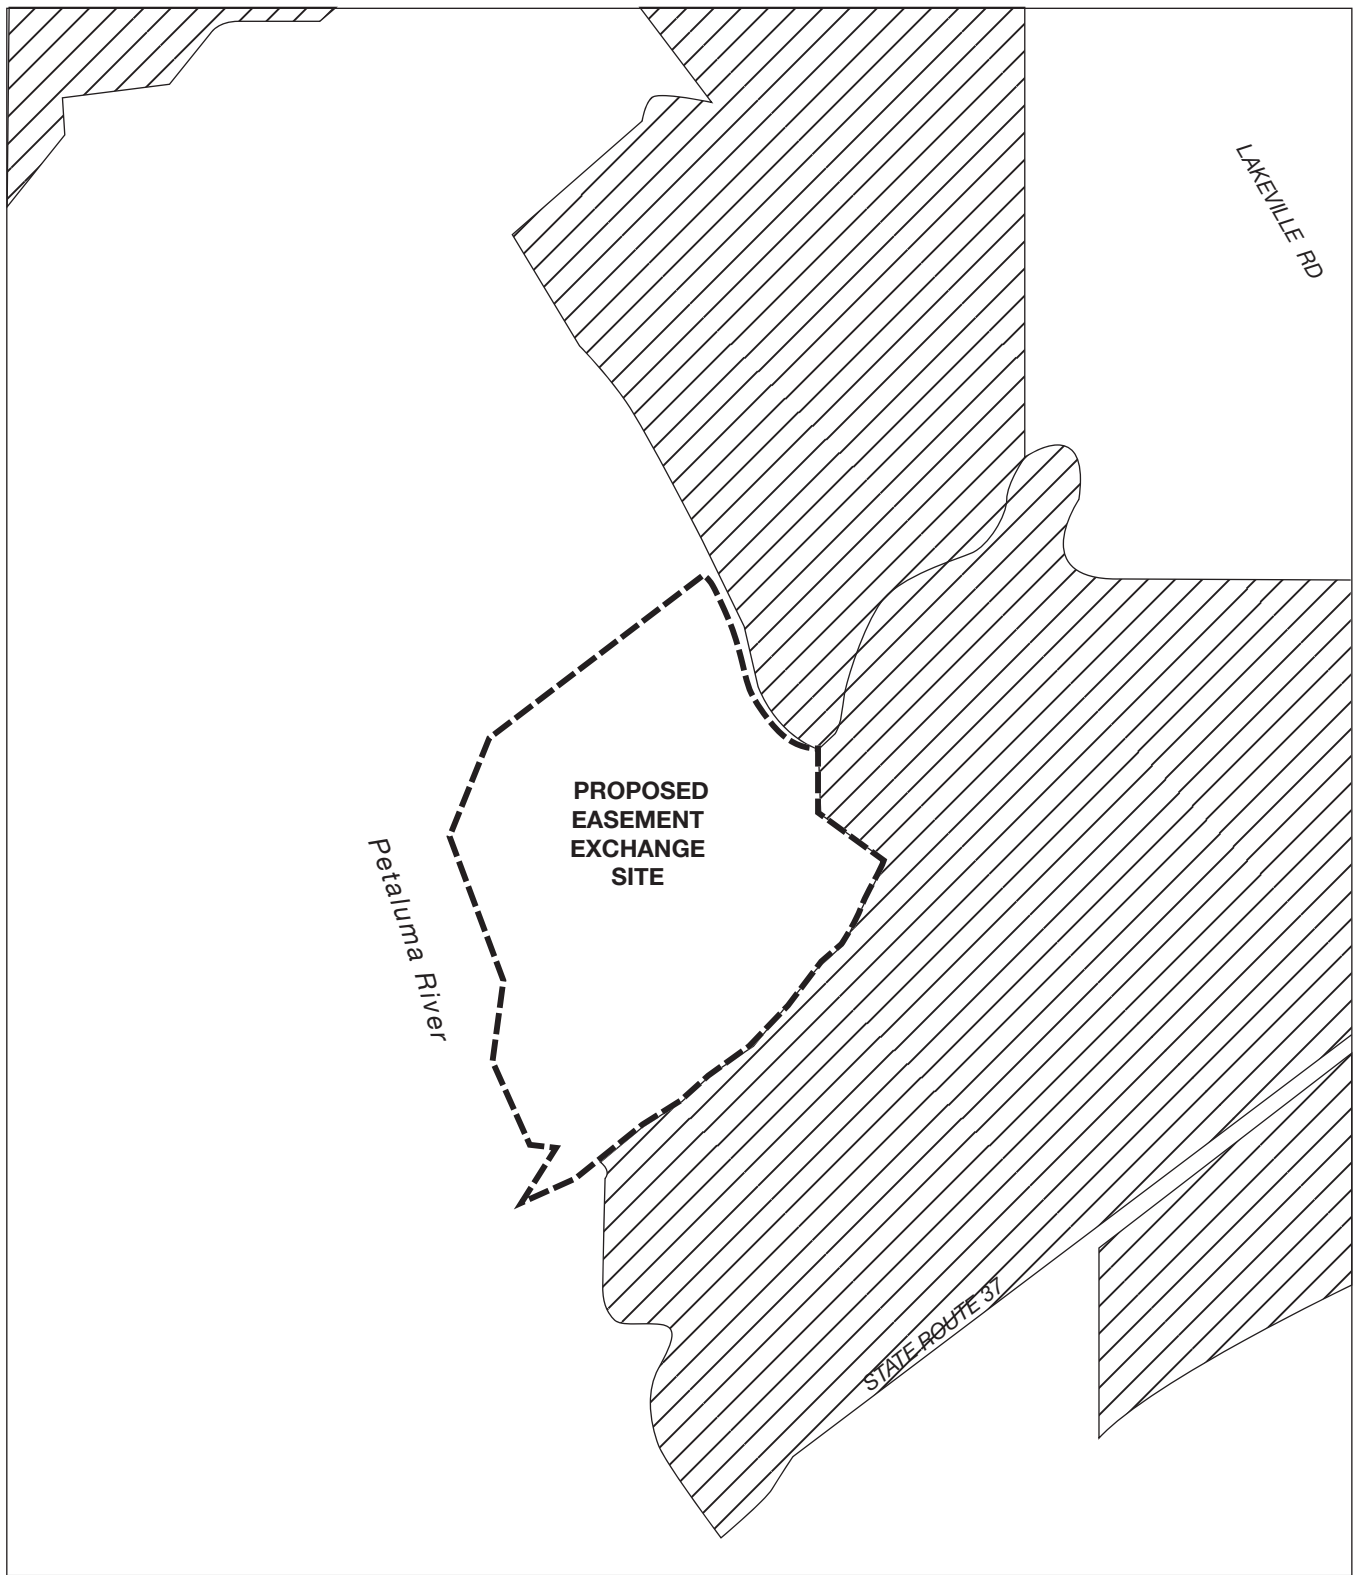 LAKEVILLE RD
PROPOSED
EASEMENT
EXCHANGE
SITE
Petaluma River
STATE ROUTE 37